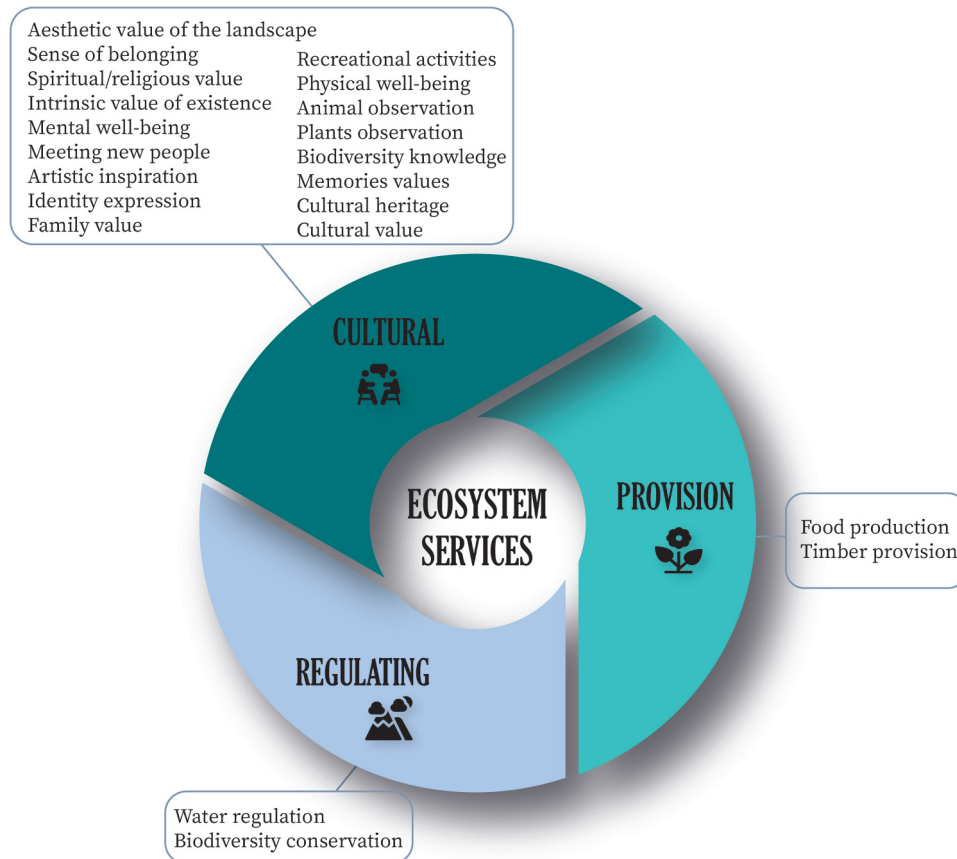 Aesthetic value of the landscape
Sense of belonging
Spiritual/religious value
Intrinsic value of existence
Mental well-being
Meeting new people
Artistic inspiration
Identity expression
Family value
Recreational activities
Physical well-being
Animal observation
Plants observation
Biodiversity knowledge
Memories values
Cultural heritage
Cultural value
CULTURAL
PROVISION
ECOSYSTEM
SERVICES
Food production
Timber provision
REGULATING
Water regulation
Biodiversity conservation